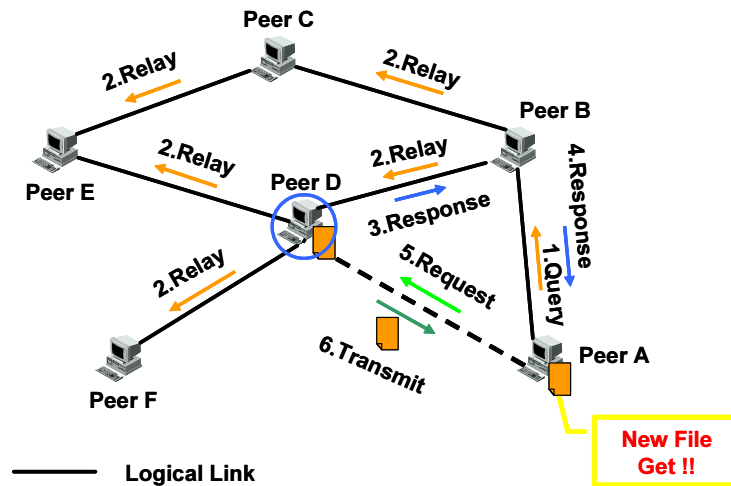 Peer C
2.Relay
2.Relay
Peer B
2.Relay
2.Relay
4.Response
Peer E
Peer D
3.Response
1.Query
5.Request
2.Relay
6.Transmit
Peer A
Peer F
New File
Get !!
Logical Link